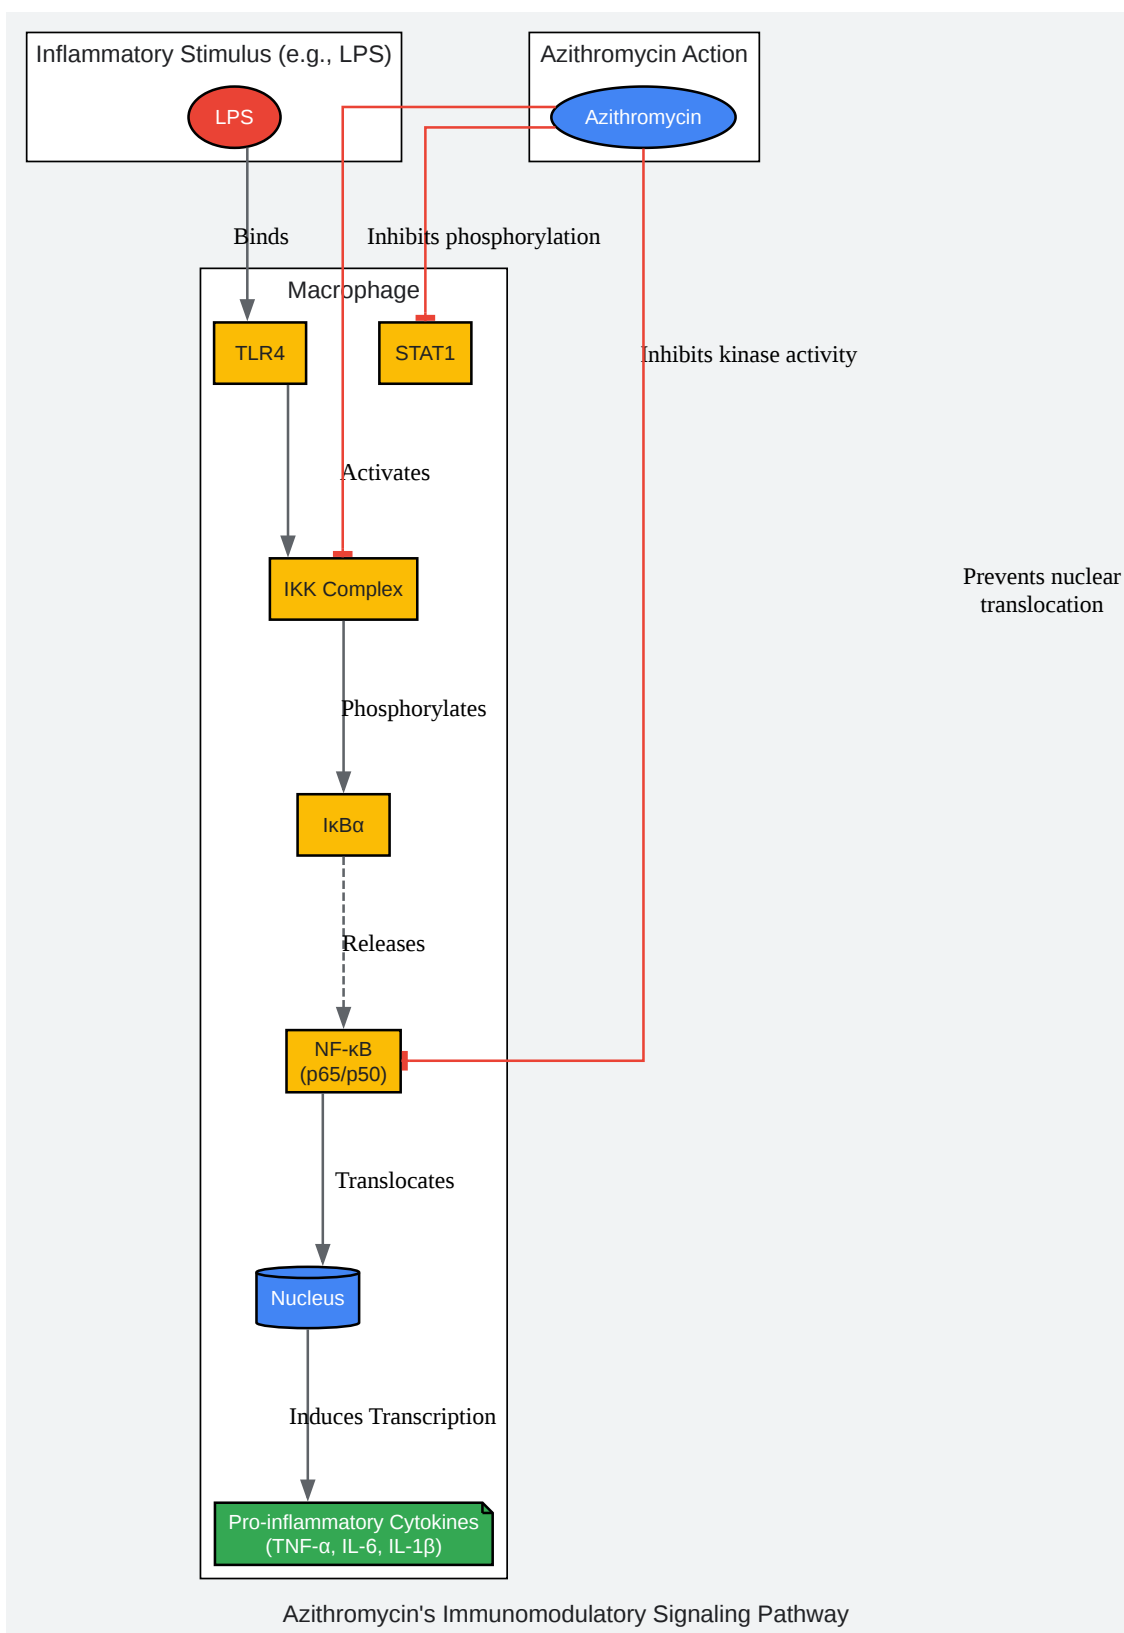 Inflammatory Stimulus (e.g., LPS)
Azithromycin Action
LPS
Azithromycin
Binds
Inhibits phosphorylation
Macrophage
TLR4
STAT1
Inhibits kinase activity
Activates
Prevents nuclear
translocation
IKK Complex
Phosphorylates
IκBα
Releases
NF-κB
(p65/p50)
Translocates
Nucleus
Induces Transcription
Pro-inflammatory Cytokines
(TNF-α, IL-6, IL-1β)
Azithromycin's Immunomodulatory Signaling Pathway